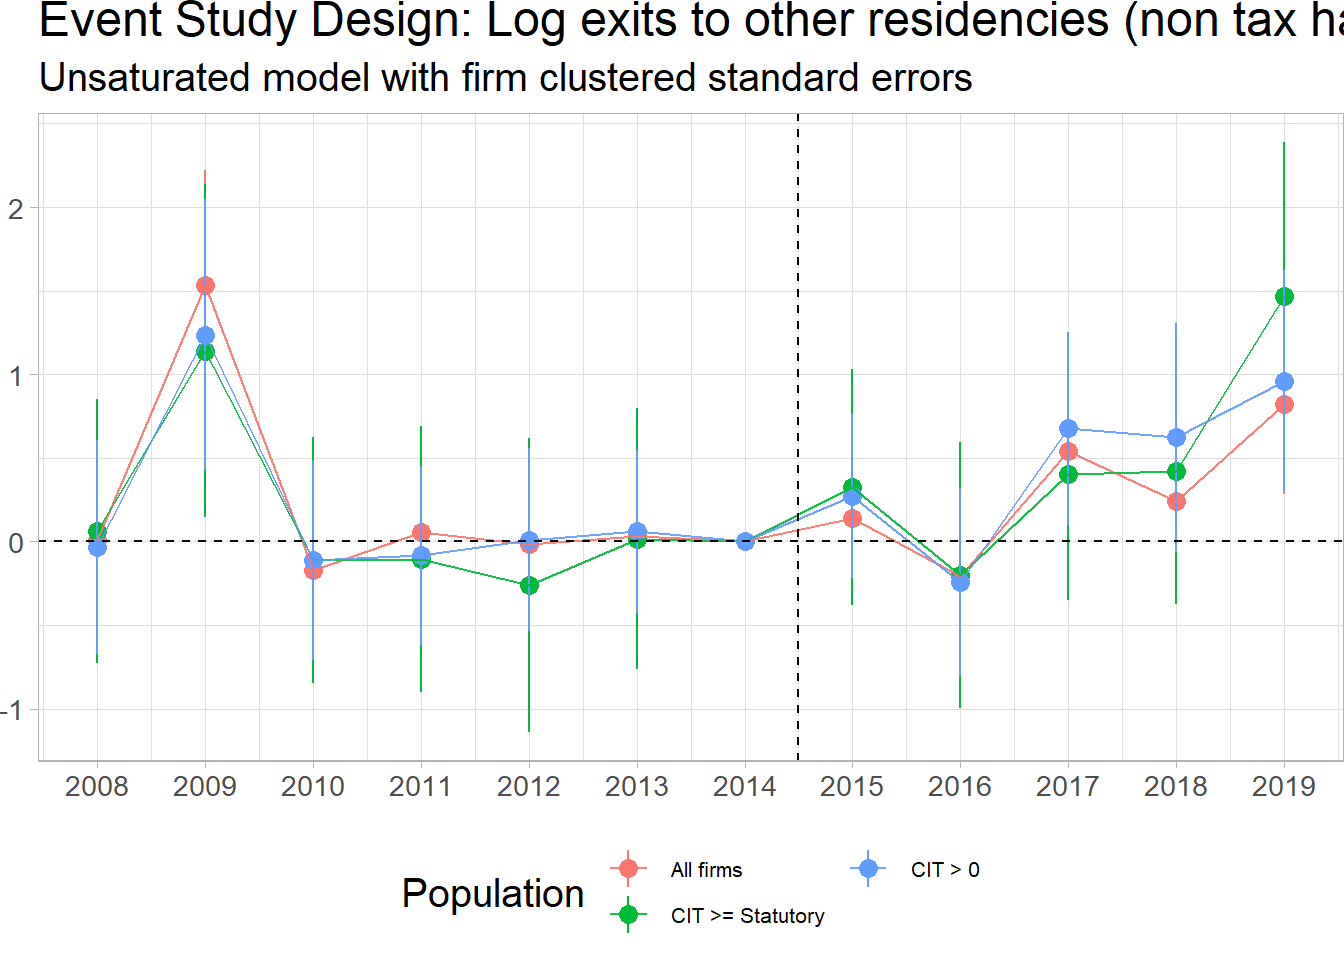 Event Study Design: Log exits to other residencies (non tax ha
Unsaturated model with firm clustered standard errors
2
1
0
-1
2008 2009 2010 2011 2012 2013 2014 2015 2016 2017 2018 2019
Population
All firms
CIT >= Statutory
CIT > 0